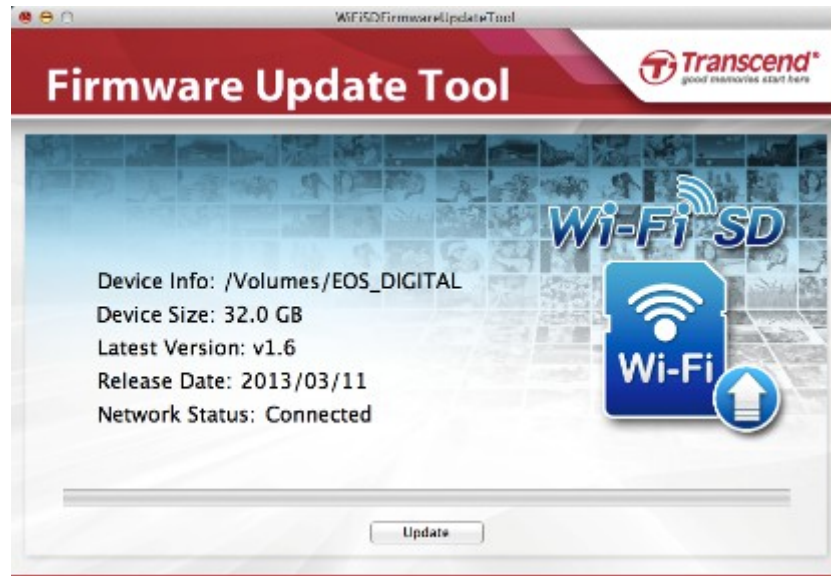 WiFiSDFirmwareUpdateTool
Firmware Update Tool
Transcend®
good memories start here
Wi-Fi SD
Device Info: /Volumes/EOS_DIGITAL
Device Size: 32.0 GB
Latest Version: v1.6
Release Date: 2013/03/11
Network Status: Connected
Wi-Fi
Update